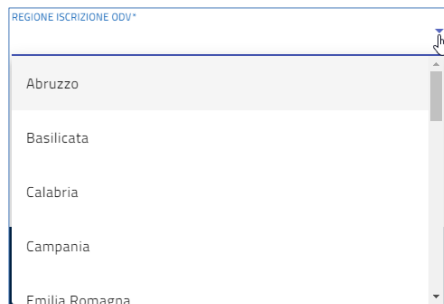 REGIONE ISCRIZIONE ODV*
Abruzzo
Basilicata
Calabria
Campania
Emilia Romagna